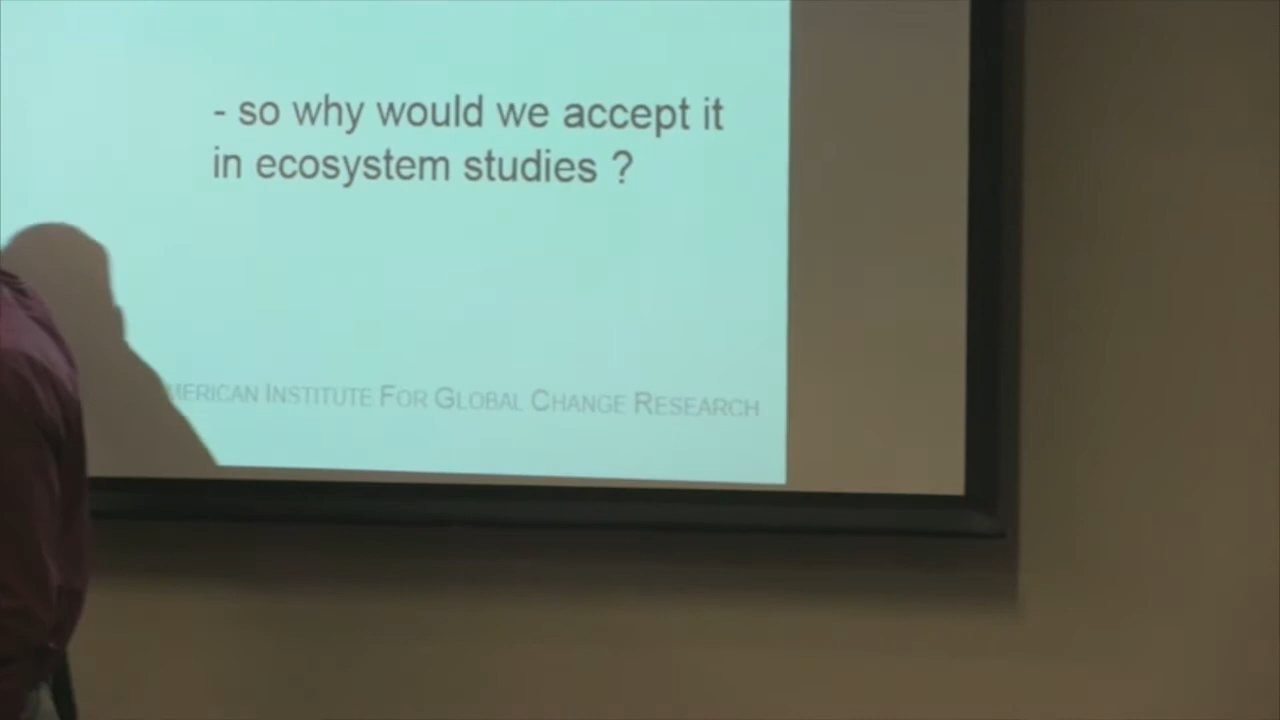 - so why would we accept it
in ecosystem studies ?
MERICAN INSTITUTE FOR GLOBAL CHANGE RESEARCH